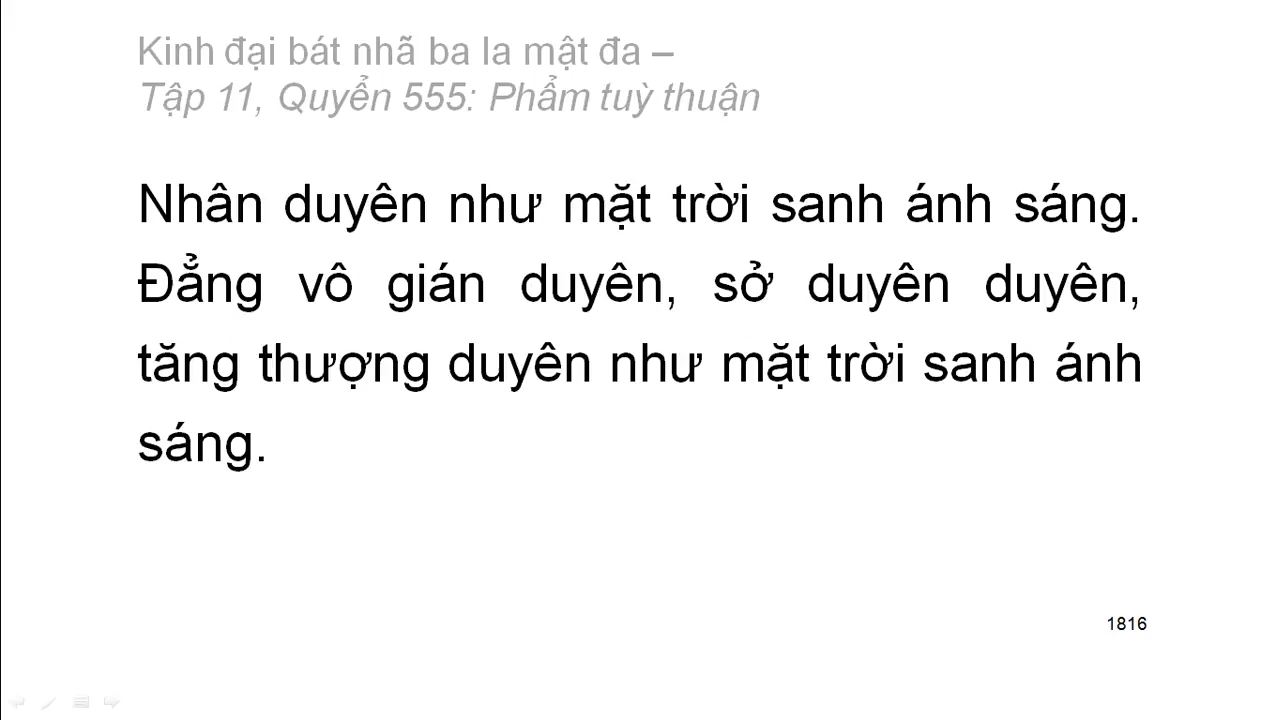 Kinh đại bát nhã ba la mật đa –
Tập 11, Quyển 555: Phẩm tuỳ thuận
Nhân duyên như mặt trời sanh ánh sáng.
Đẳng vô gián duyên, sở duyên duyên,
tăng thượng duyên như mặt trời sanh ánh
sáng.
1816